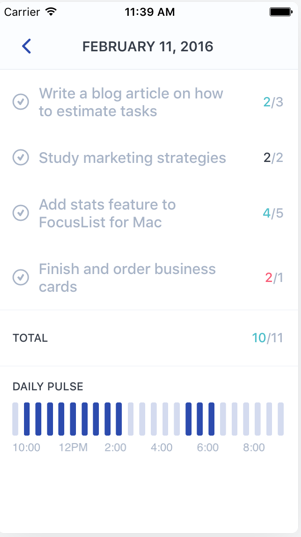 Carrier 11:39 AM
FEBRUARY 11, 2016
Write a blog article on how
to estimate tasks 2/3
Study marketing strategies 2/2
Add stats feature to
FocusList for Mac 4/5
Finish and order business
cards 2/1
TOTAL 10/11
DAILY PULSE
10:00 12PM 2:00 4:00 6:00 8:00